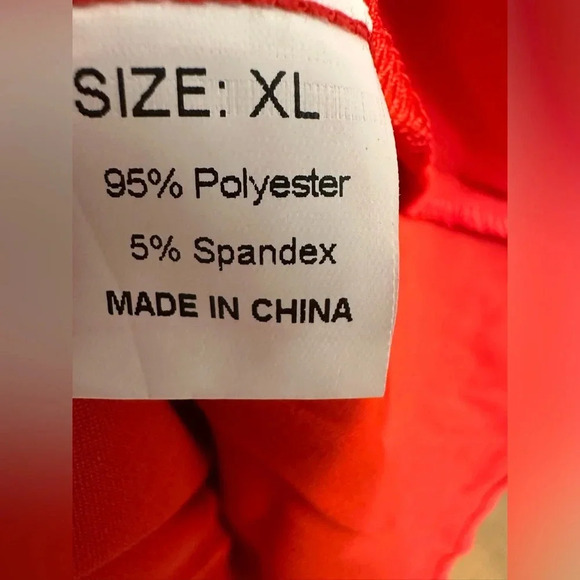 SIZE: XL
95% Polyester
5% Spandex
MADE IN CHINA